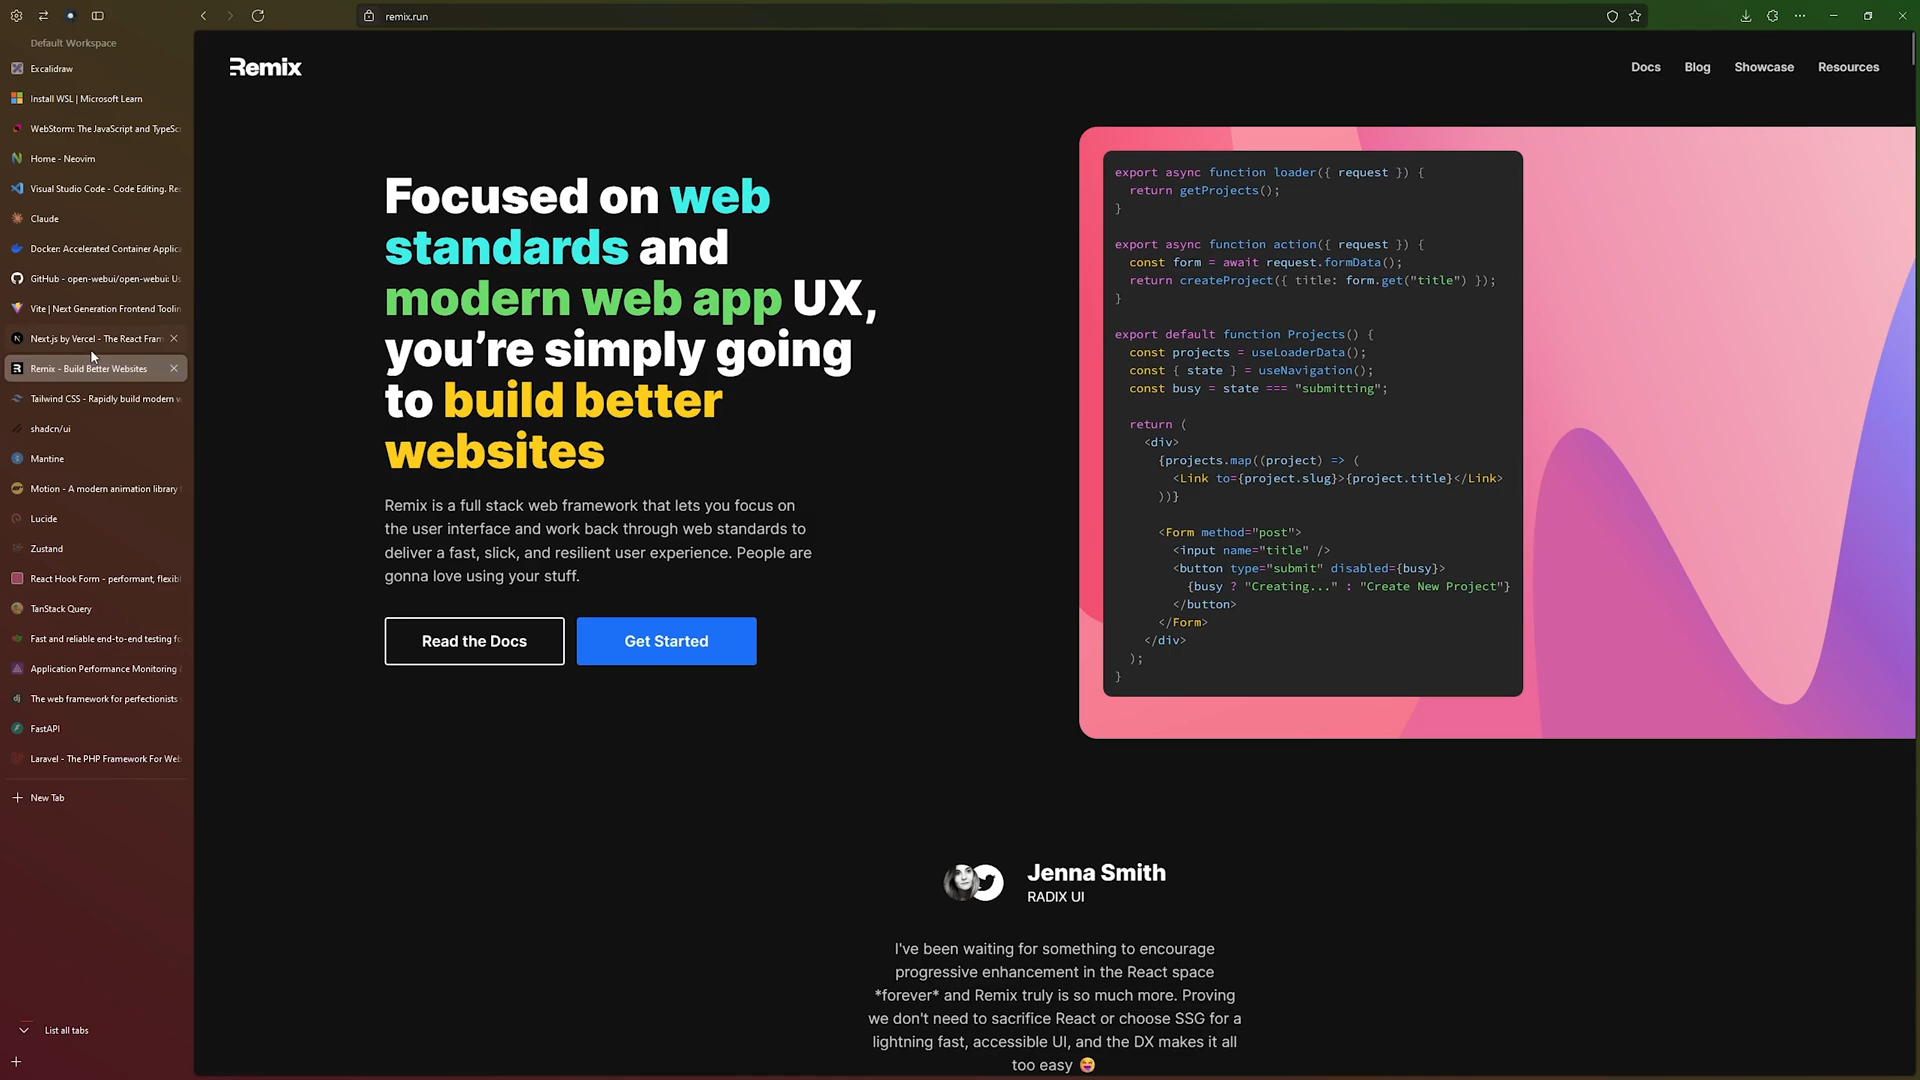 remix.run
Default Workspace
Excalidraw
Install WSL | Microsoft Learn
WebStorm: The JavaScript and TypeSc
Home - Neovim
Visual Studio Code - Code Editing. Re
Claude
Docker: Accelerated Container Applica
GitHub - open-webui/open-webui: Us
Vite | Next Generation Frontend Toolin
Next.js by Vercel - The React Fram
Remix - Build Better Websites
Tailwind CSS - Rapidly build modern w
shadcn/ui
Mantine
Motion - A modern animation library
Lucide
Zustand
React Hook Form - performant, flexib
TanStack Query
Fast and reliable end-to-end testing fo
Application Performance Monitoring
The web framework for perfectionists
FastAPI
Laravel - The PHP Framework For Web
New Tab
List all tabs
Remix
Docs
Blog
Showcase
Resources
Focused on web
standards and
modern web app UX,
you’re simply going
to build better
websites
Remix is a full stack web framework that lets you focus on
the user interface and work back through web standards to
deliver a fast, slick, and resilient user experience. People are
gonna love using your stuff.
Read the Docs
Get Started
export async function loader({ request }) {
return getProjects();
}
export async function action({ request }) {
const form = await request.formData();
return createProject({ title: form.get("title") });
}
export default function Projects() {
const projects = useLoaderData();
const { state } = useNavigation();
const busy = state === "submitting";
return (
<div>
{projects.map((project) => (
<Link to={project.slug}>{project.title}</Link>
))}
<Form method="post">
<input name="title" />
<button type="submit" disabled={busy}>
{busy ? "Creating..." : "Create New Project"}
</button>
</Form>
</div>
);
}
Jenna Smith
RADIX UI
I've been waiting for something to encourage
progressive enhancement in the React space
*forever* and Remix truly is so much more. Proving
we don't need to sacrifice React or choose SSG for a
lightning fast, accessible UI, and the DX makes it all
too easy 😝